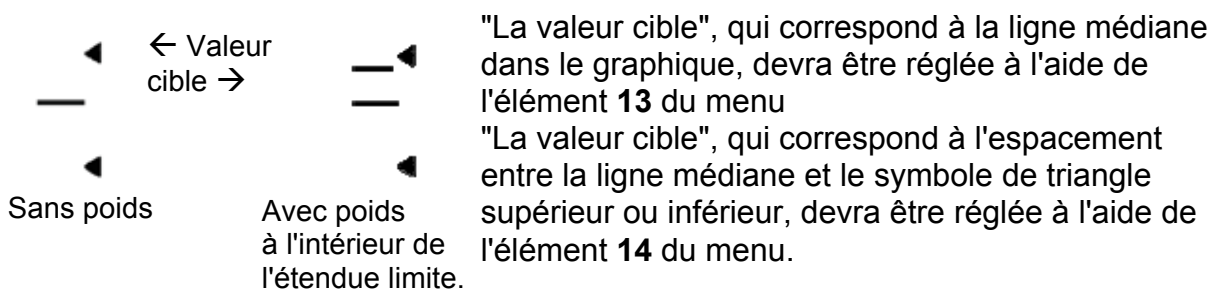 ← Valeur
cible →
Sans poids
Avec poids
à l'intérieur de
l'étendue limite.
"La valeur cible", qui correspond à la ligne médiane
dans le graphique, devra être réglée à l'aide de
l'élément 13 du menu
"La valeur cible", qui correspond à l'espacement
entre la ligne médiane et le symbole de triangle
supérieur ou inférieur, devra être réglée à l'aide de
l'élément 14 du menu.